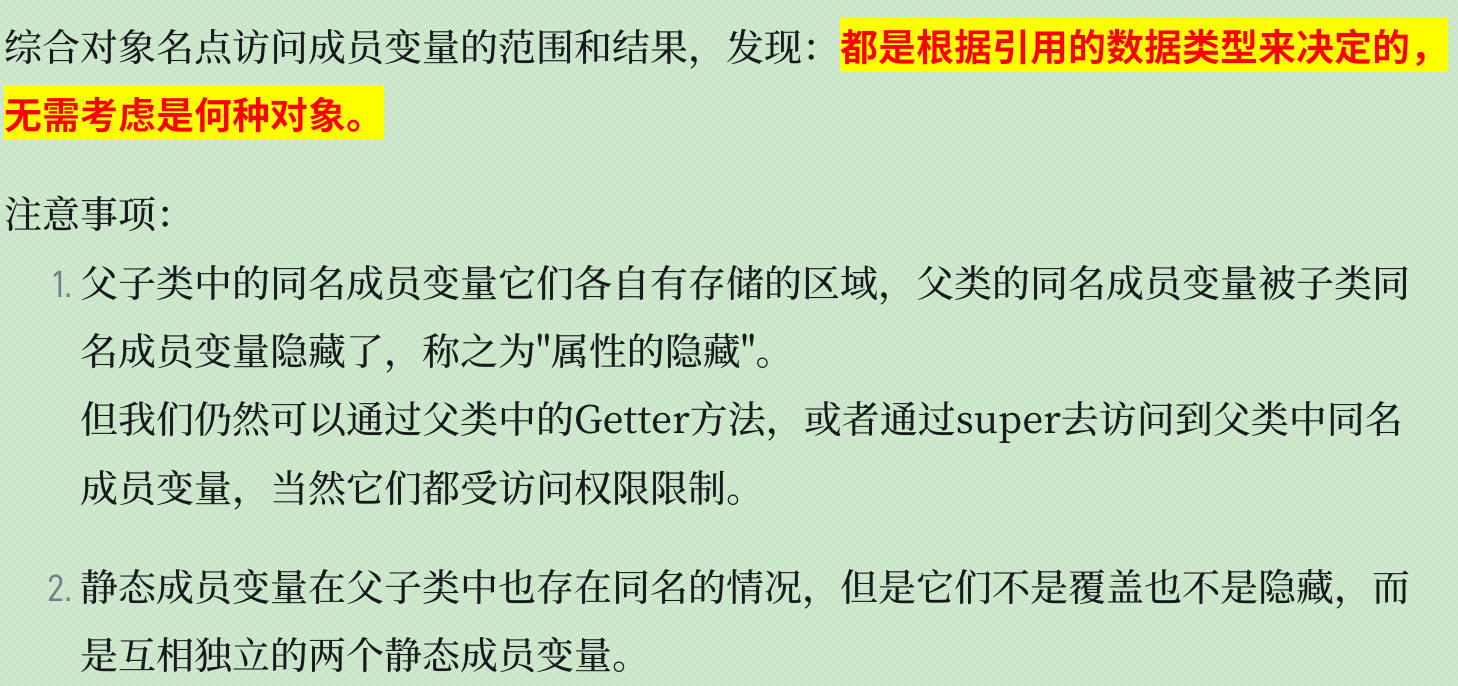 综合对象名点访问成员变量的范围和结果，发现：都是根据引用的数据类型来决定的，
无需考虑是何种对象。
注意事项：
1. 父子类中的同名成员变量它们各自有存储的区域，父类的同名成员变量被子类同
名成员变量隐藏了，称之为"属性的隐藏"。
但我们仍然可以通过父类中的Getter方法，或者通过super去访问到父类中同名
成员变量，当然它们都受访问权限限制。
2. 静态成员变量在父子类中也存在同名的情况，但是它们不是覆盖也不是隐藏，而
是互相独立的两个静态成员变量。